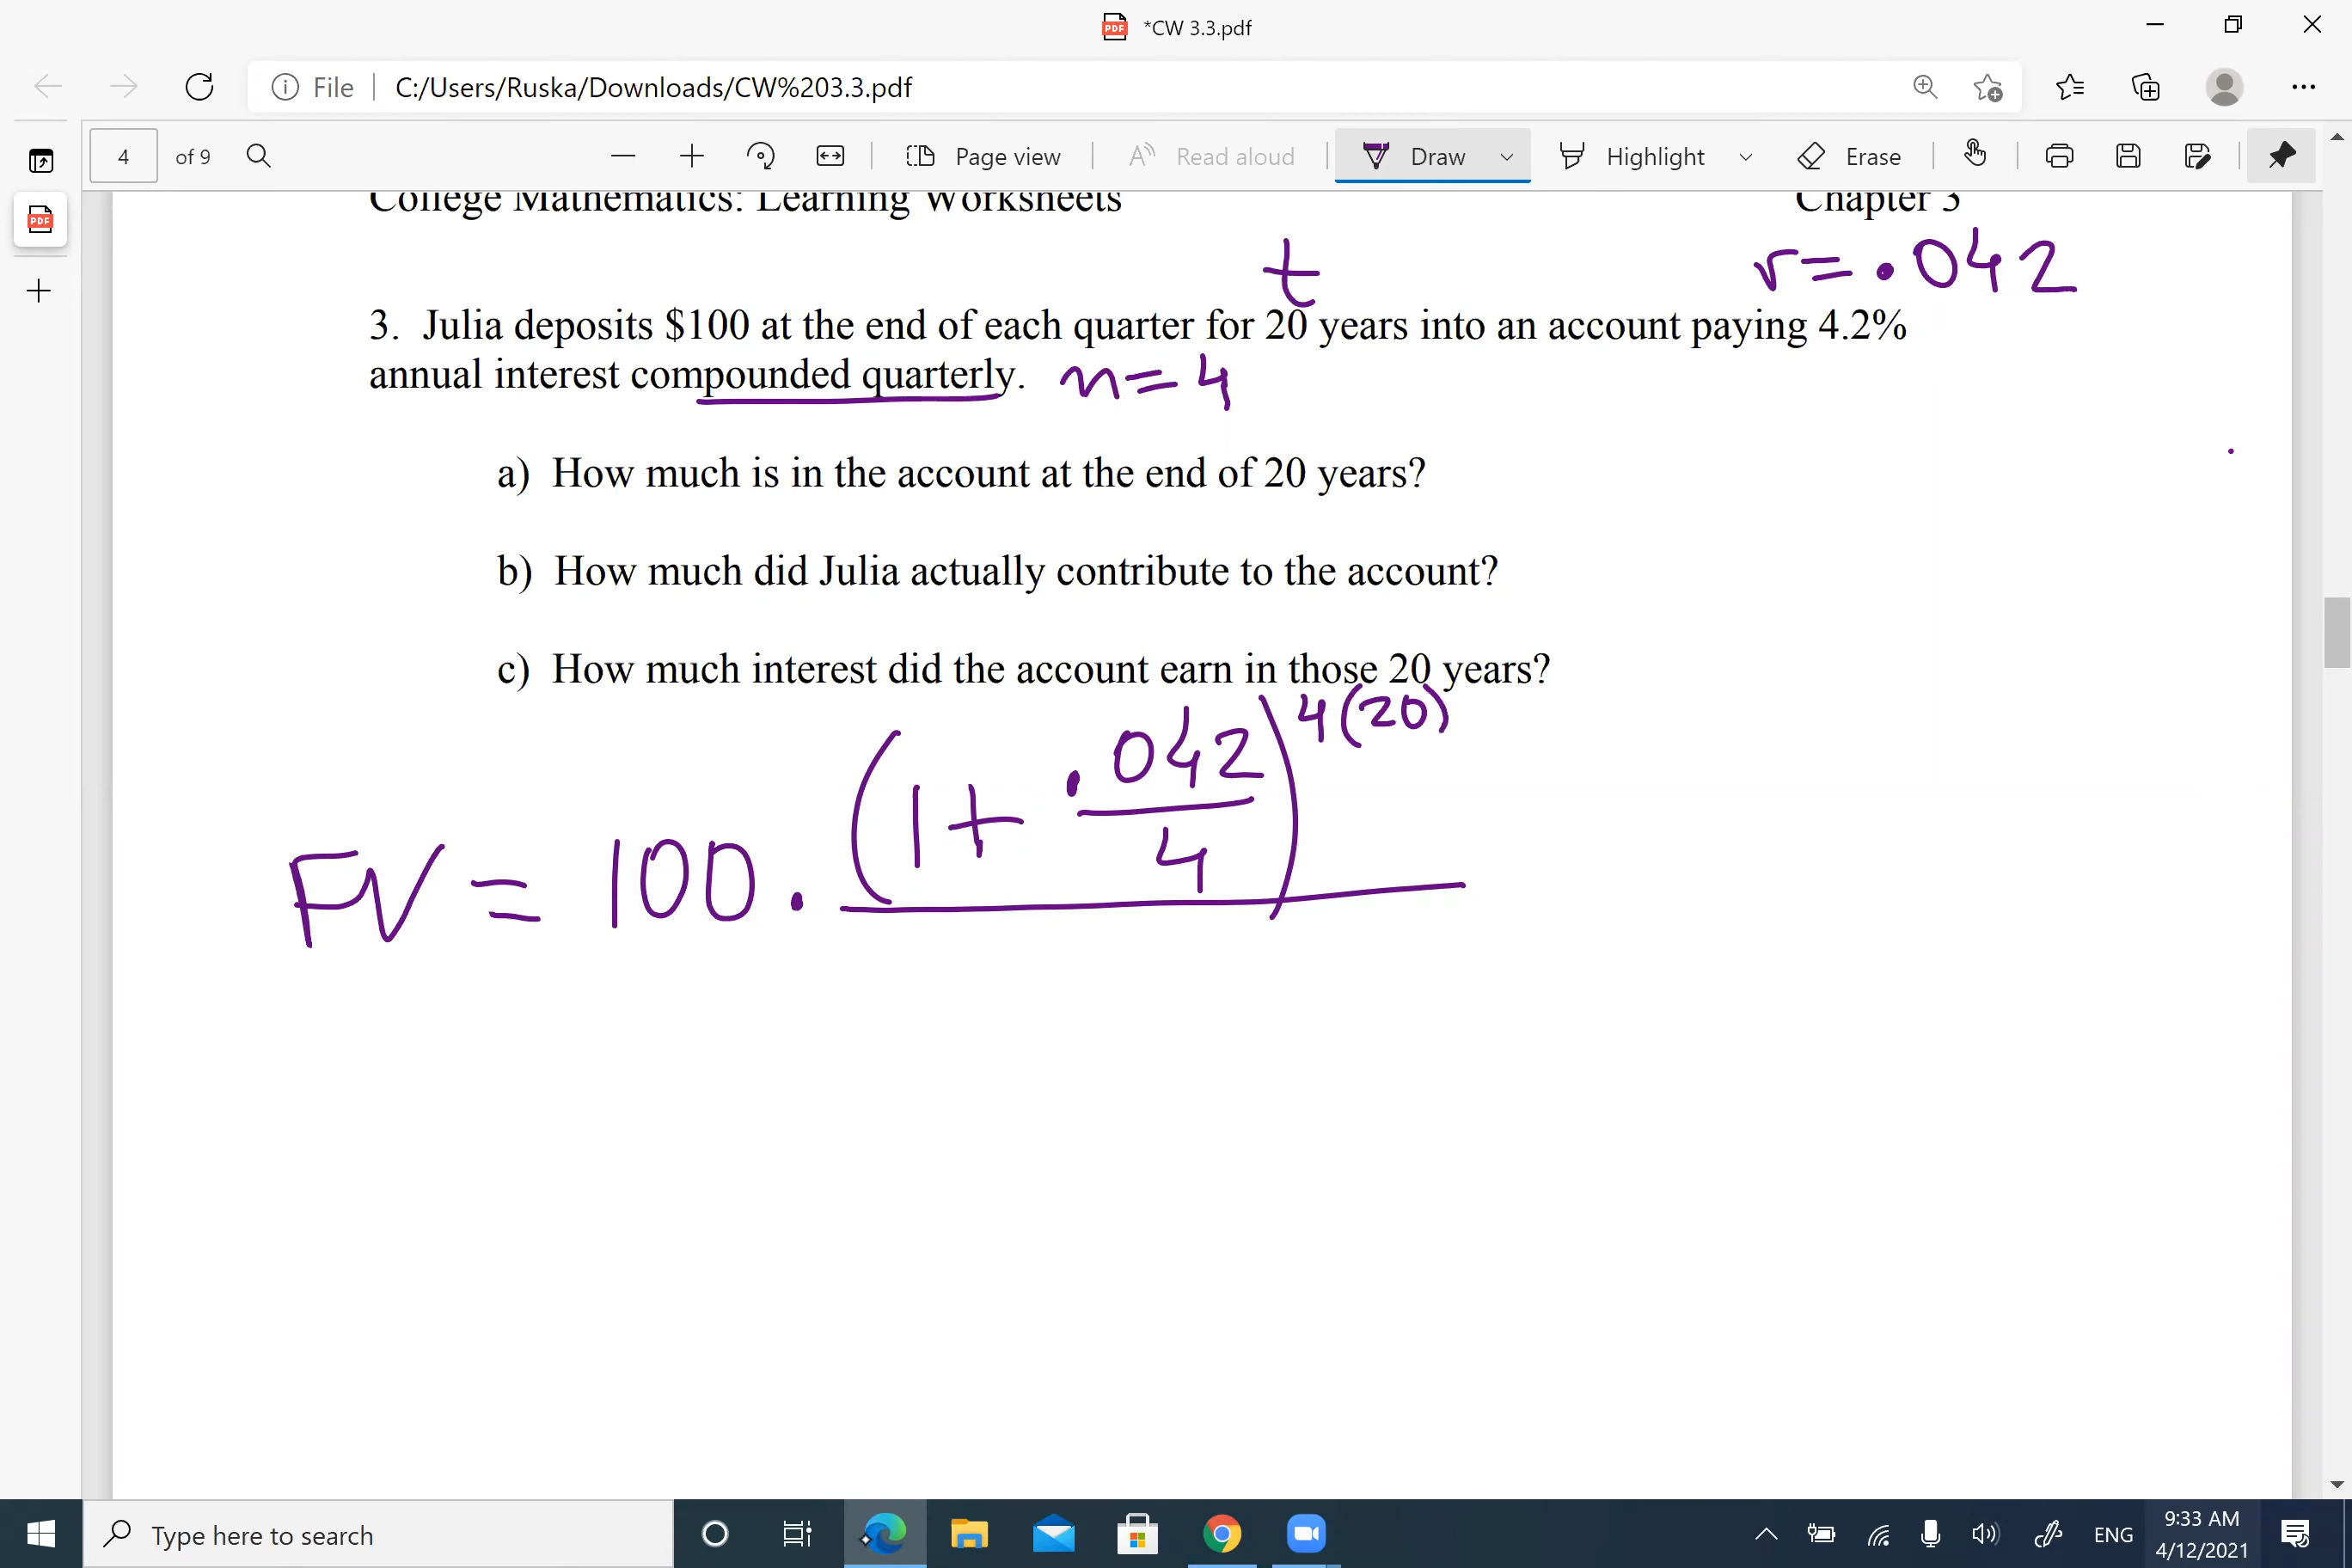 *CW 3.3.pdf
File C:/Users/Ruska/Downloads/CW%203.3.pdf
4 of 9 Page view Read aloud Draw Highlight Erase
College Mathematics: Learning Worksheets Chapter 3
t r = .042
3. Julia deposits $100 at the end of each quarter for 20 years into an account paying 4.2%
annual interest compounded quarterly. n = 4
a) How much is in the account at the end of 20 years?
b) How much did Julia actually contribute to the account?
c) How much interest did the account earn in those 20 years?
FV = 100 . (1 + .042/4)^4(20)
Type here to search ENG 9:33 AM
4/12/2021